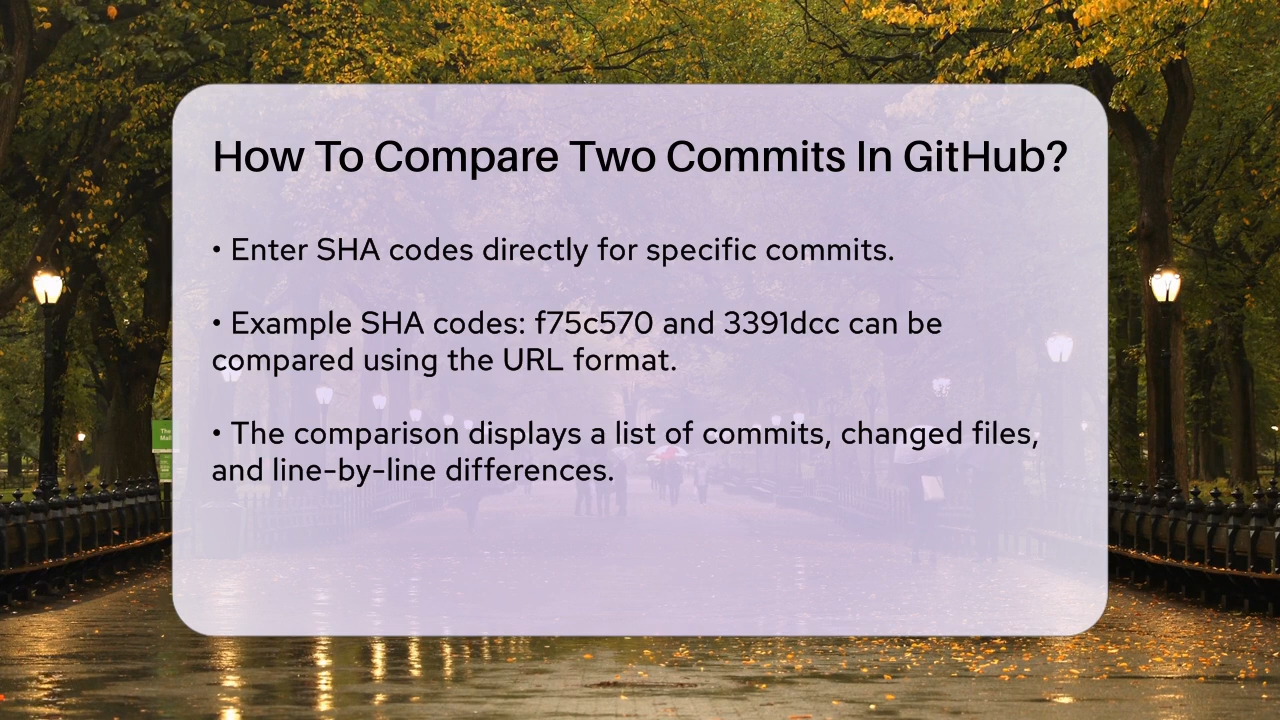 How To Compare Two Commits In GitHub?
• Enter SHA codes directly for specific commits.
• Example SHA codes: f75c570 and 3391dcc can be
compared using the URL format.
• The comparison displays a list of commits, changed files,
and line-by-line differences.
The
Mall